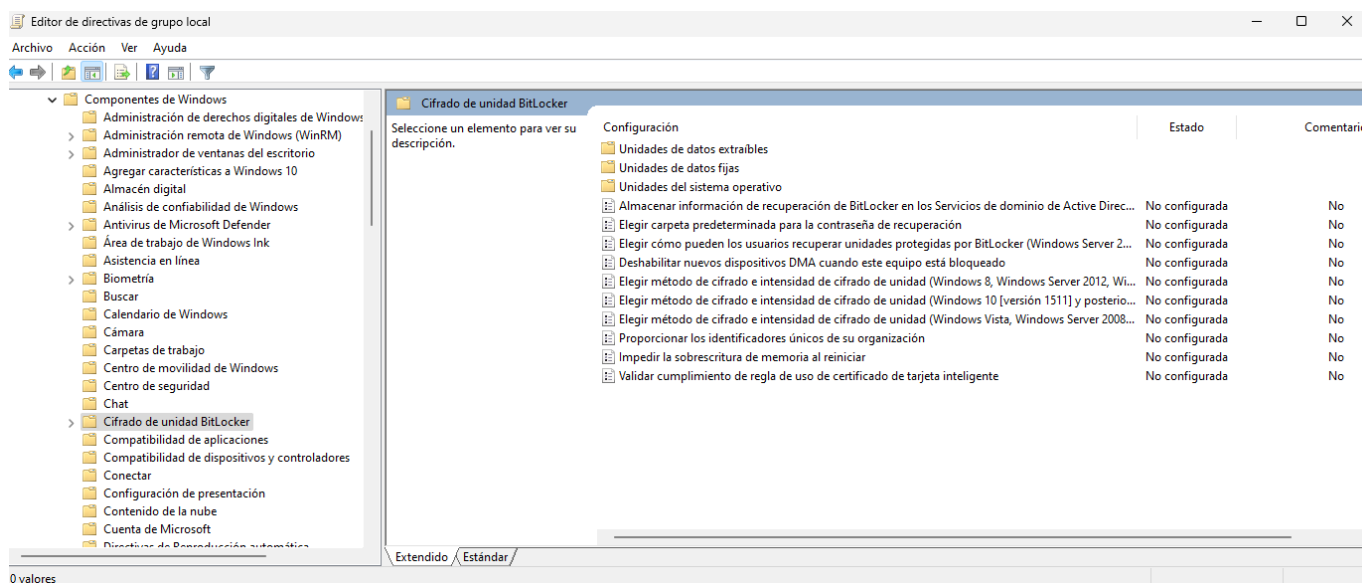 Editor de directivas de grupo local
Archivo Acción Ver Ayuda
Componentes de Windows
Administración de derechos digitales de Windows
Administración remota de Windows (WinRM)
Administrador de ventanas del escritorio
Agregar características a Windows 10
Almacén digital
Análisis de confiabilidad de Windows
Antivirus de Microsoft Defender
Área de trabajo de Windows Ink
Asistencia en línea
Biometría
Buscar
Calendario de Windows
Cámara
Carpetas de trabajo
Centro de movilidad de Windows
Centro de seguridad
Chat
Cifrado de unidad BitLocker
Compatibilidad de aplicaciones
Compatibilidad de dispositivos y controladores
Conectar
Configuración de presentación
Contenido de la nube
Cuenta de Microsoft
Directivas de Reproducción automática
Cifrado de unidad BitLocker
Seleccione un elemento para ver su
descripción.
Configuración Estado Comentari
Unidades de datos extraíbles
Unidades de datos fijas
Unidades del sistema operativo
Almacenar información de recuperación de BitLocker en los Servicios de dominio de Active Direc... No configurada No
Elegir carpeta predeterminada para la contraseña de recuperación No configurada No
Elegir cómo pueden los usuarios recuperar unidades protegidas por BitLocker (Windows Server 2... No configurada No
Deshabilitar nuevos dispositivos DMA cuando este equipo está bloqueado No configurada No
Elegir método de cifrado e intensidad de cifrado de unidad (Windows 8, Windows Server 2012, Wi... No configurada No
Elegir método de cifrado e intensidad de cifrado de unidad (Windows 10 [versión 1511] y posterio... No configurada No
Elegir método de cifrado e intensidad de cifrado de unidad (Windows Vista, Windows Server 2008... No configurada No
Proporcionar los identificadores únicos de su organización No configurada No
Impedir la sobrescritura de memoria al reiniciar No configurada No
Validar cumplimiento de regla de uso de certificado de tarjeta inteligente No configurada No
Extendido Estándar
0 valores